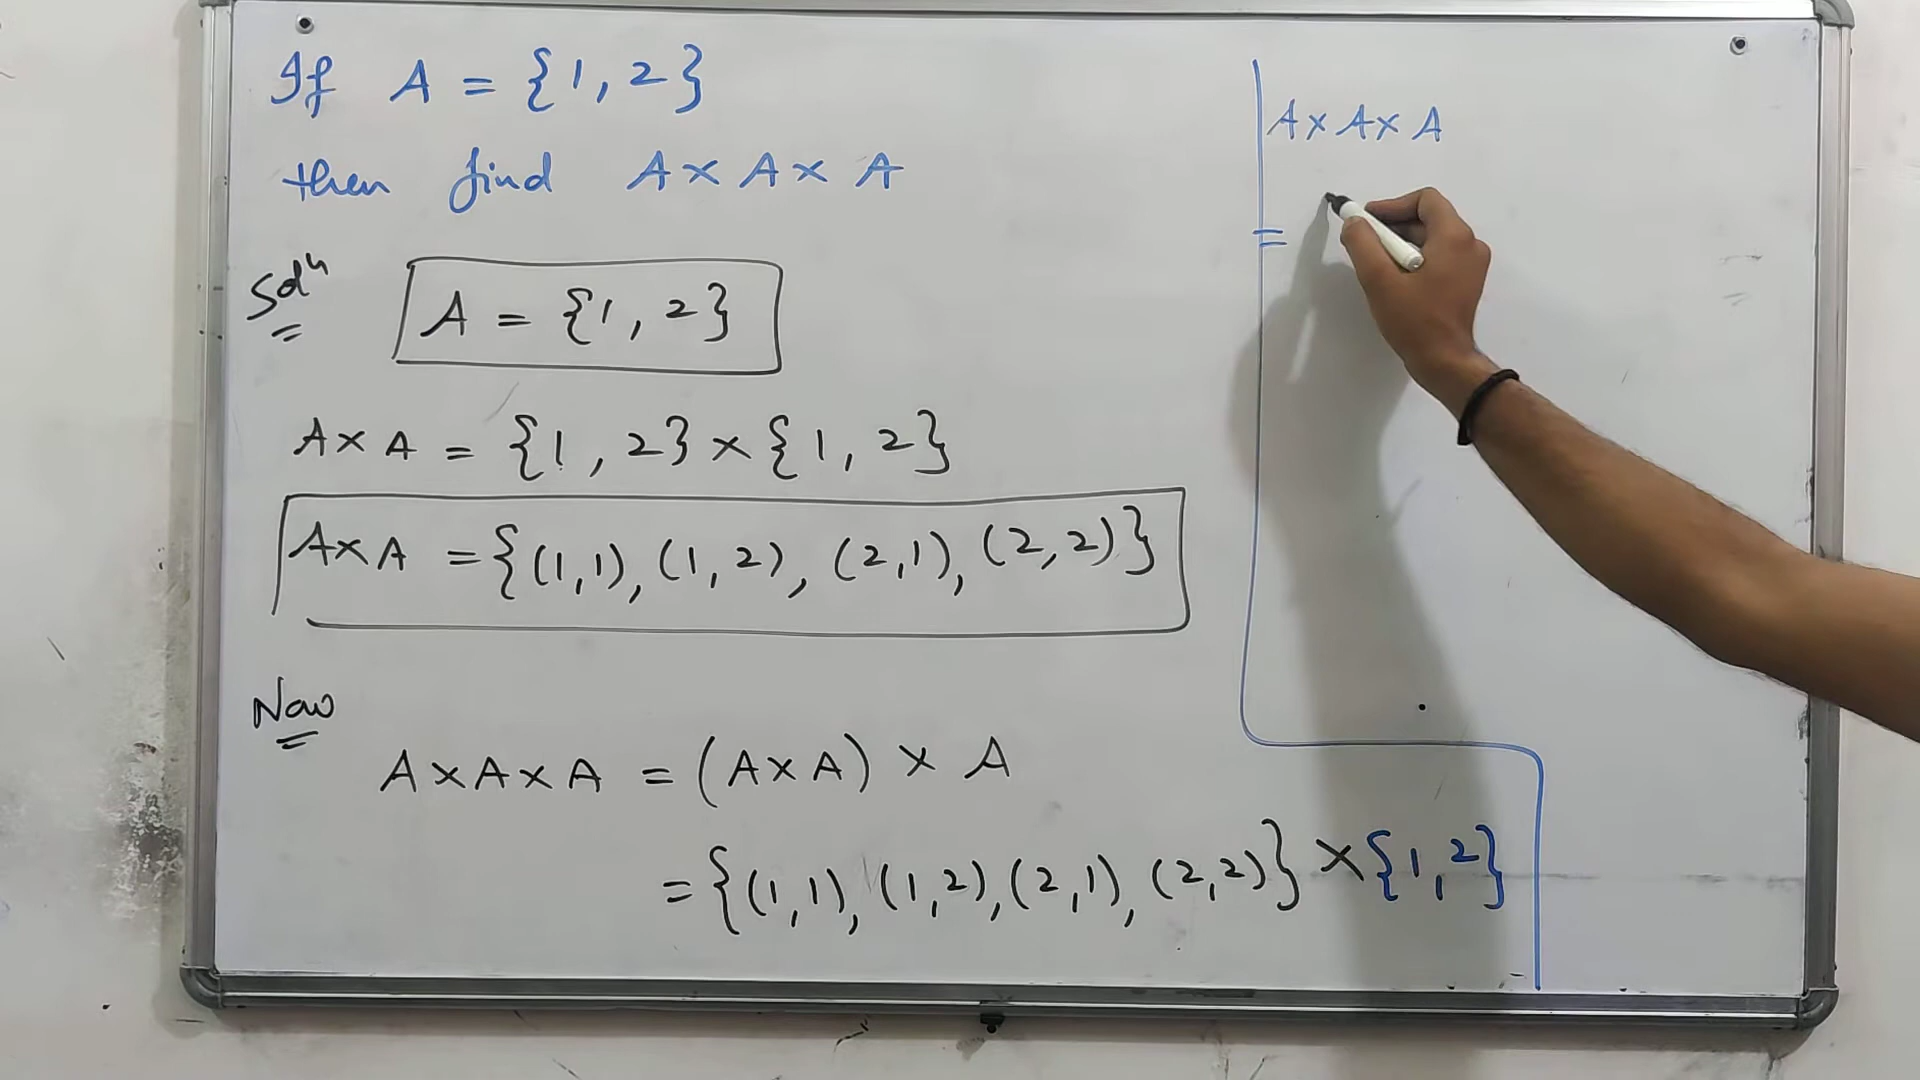 If A = {1, 2}
then find A × A × A
Solⁿ
A = {1, 2}
A × A = {1, 2} × {1, 2}
A × A = {(1,1), (1,2), (2,1), (2,2)}
Now
A × A × A = (A × A) × A
= {(1,1), (1,2), (2,1), (2,2)} × {1, 2}
A × A × A
=